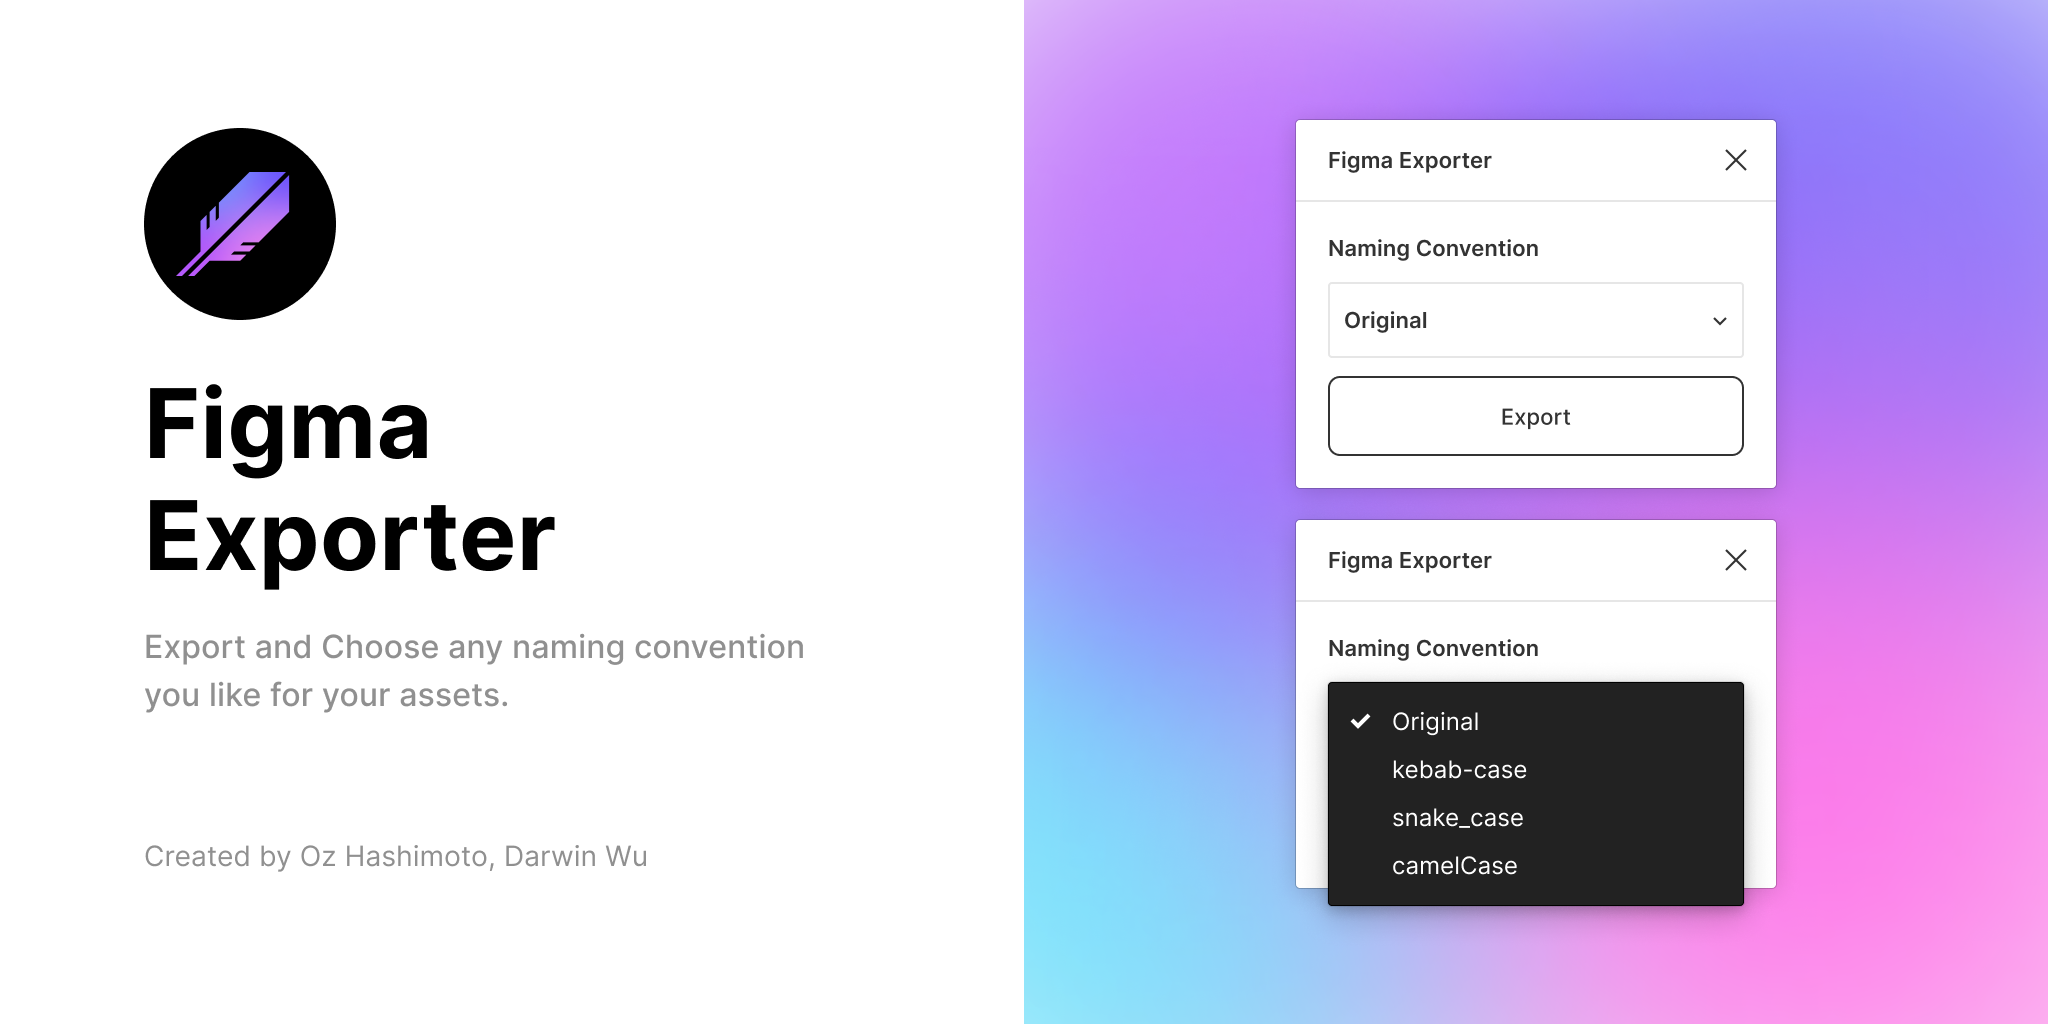 Figma
Exporter
Export and Choose any naming convention
you like for your assets.
Created by Oz Hashimoto, Darwin Wu
Figma Exporter
Naming Convention
Original
Export
Figma Exporter
Naming Convention
Original
kebab-case
snake_case
camelCase